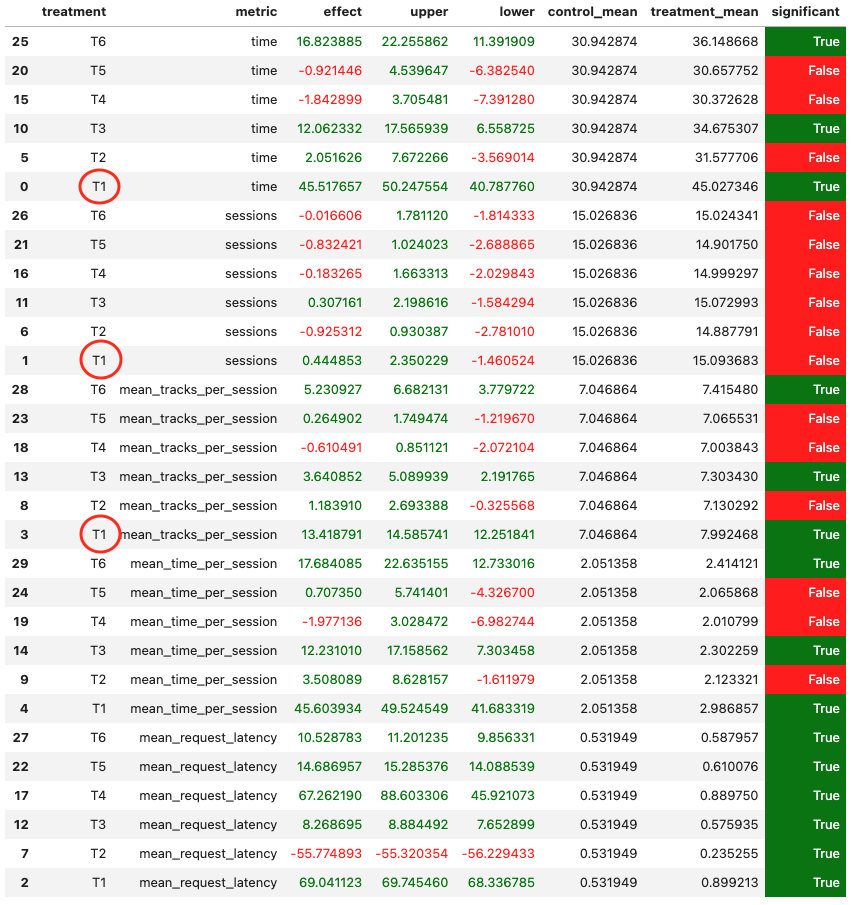 treatment metric effect upper lower control_mean treatment_mean significant
25 T6 time 16.823885 22.255862 11.391909 30.942874 36.148668 True
20 T5 time -0.921446 4.539647 -6.382540 30.942874 30.657752 False
15 T4 time -1.842899 3.705481 -7.391280 30.942874 30.372628 False
10 T3 time 12.062332 17.565939 6.558725 30.942874 34.675307 True
5 T2 time 2.051626 7.672266 -3.569014 30.942874 31.577706 False
0 T1 time 45.517657 50.247554 40.787760 30.942874 45.027346 True
26 T6 sessions -0.016606 1.781120 -1.814333 15.026836 15.024341 False
21 T5 sessions -0.832421 1.024023 -2.688865 15.026836 14.901750 False
16 T4 sessions -0.183265 1.663313 -2.029843 15.026836 14.999297 False
11 T3 sessions 0.307161 2.198616 -1.584294 15.026836 15.072993 False
6 T2 sessions -0.925312 0.930387 -2.781010 15.026836 14.887791 False
1 T1 sessions 0.444853 2.350229 -1.460524 15.026836 15.093683 False
28 T6 mean_tracks_per_session 5.230927 6.682131 3.779722 7.046864 7.415480 True
23 T5 mean_tracks_per_session 0.264902 1.749474 -1.219670 7.046864 7.065531 False
18 T4 mean_tracks_per_session -0.610491 0.851121 -2.072104 7.046864 7.003843 False
13 T3 mean_tracks_per_session 3.640852 5.089939 2.191765 7.046864 7.303430 True
8 T2 mean_tracks_per_session 1.183910 2.693388 -0.325568 7.046864 7.130292 False
3 T1 mean_tracks_per_session 13.418791 14.585741 12.251841 7.046864 7.992468 True
29 T6 mean_time_per_session 17.684085 22.635155 12.733016 2.051358 2.414121 True
24 T5 mean_time_per_session 0.707350 5.741401 -4.326700 2.051358 2.065868 False
19 T4 mean_time_per_session -1.977136 3.028472 -6.982744 2.051358 2.010799 False
14 T3 mean_time_per_session 12.231010 17.158562 7.303458 2.051358 2.302259 True
9 T2 mean_time_per_session 3.508089 8.628157 -1.611979 2.051358 2.123321 False
4 T1 mean_time_per_session 45.603934 49.524549 41.683319 2.051358 2.986857 True
27 T6 mean_request_latency 10.528783 11.201235 9.856331 0.531949 0.587957 True
22 T5 mean_request_latency 14.686957 15.285376 14.088539 0.531949 0.610076 True
17 T4 mean_request_latency 67.262190 88.603306 45.921073 0.531949 0.889750 True
12 T3 mean_request_latency 8.268695 8.884492 7.652899 0.531949 0.575935 True
7 T2 mean_request_latency -55.774893 -55.320354 -56.229433 0.531949 0.235255 True
2 T1 mean_request_latency 69.041123 69.745460 68.336785 0.531949 0.899213 True